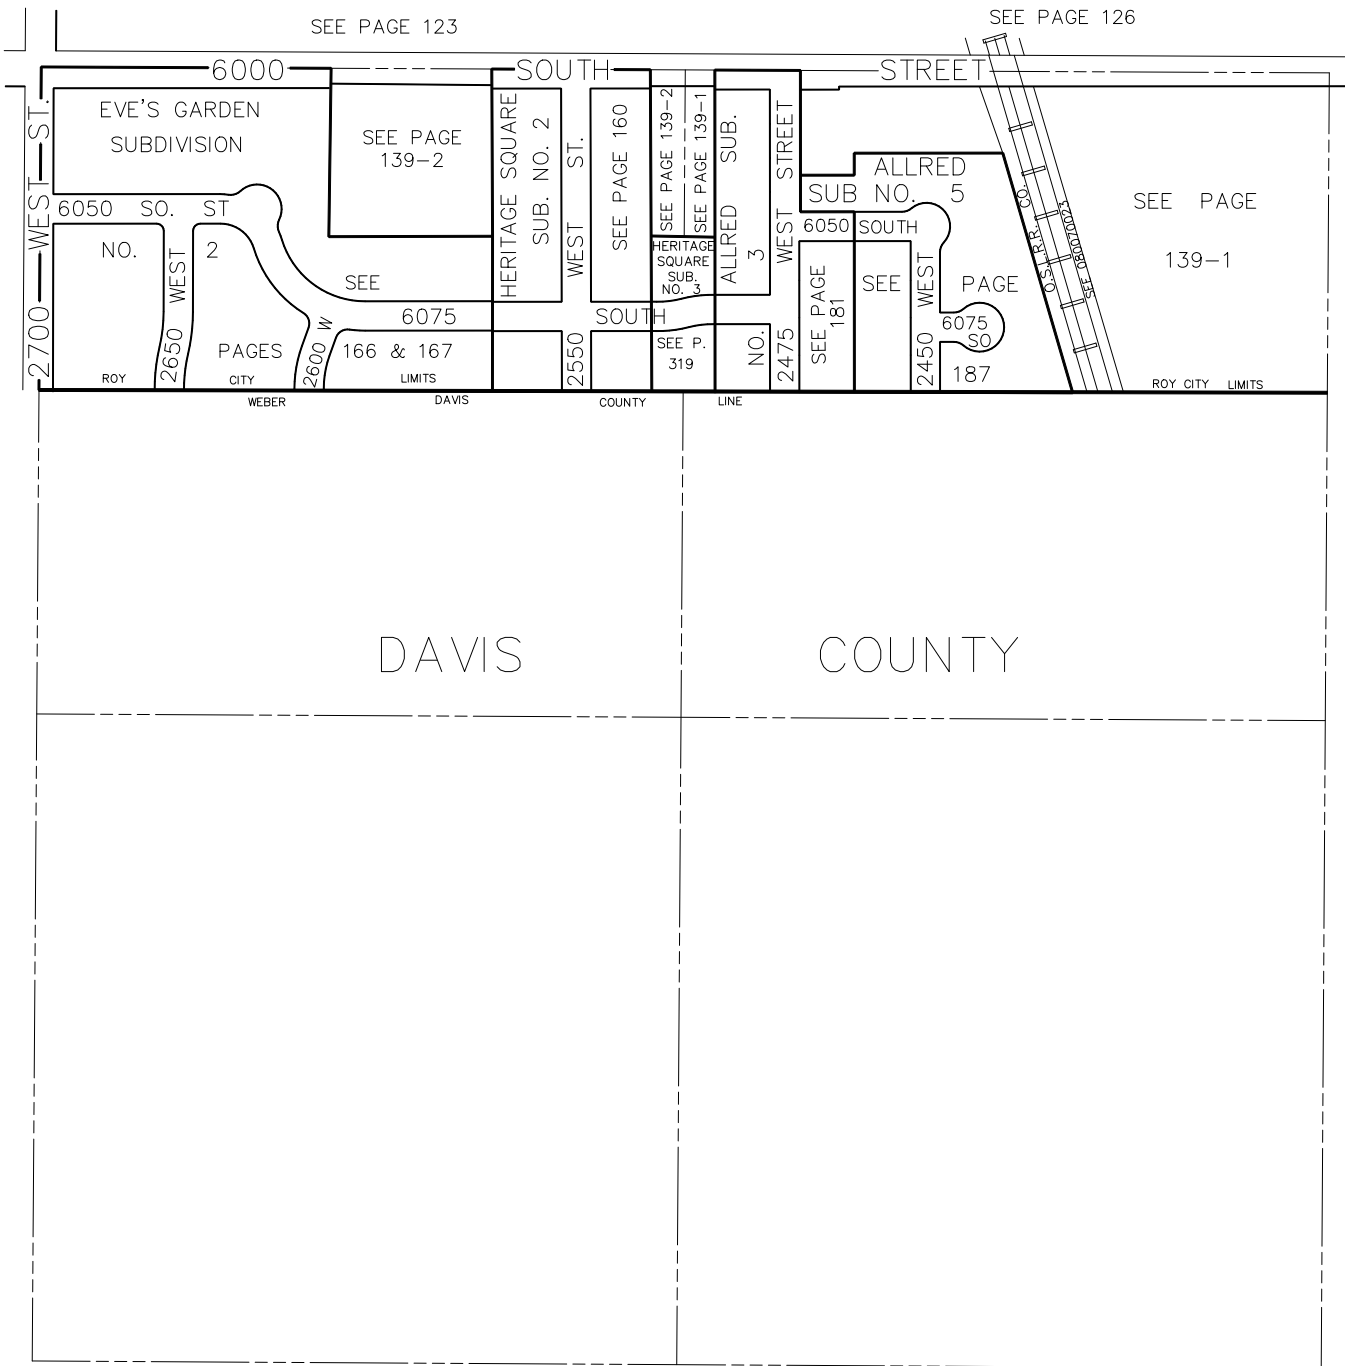 SEE PAGE 123
SEE PAGE 126
6000 SOUTH STREET
2700 WEST ST.
EVE'S GARDEN
SUBDIVISION
NO. 2
SEE
PAGES
166 & 167
6050 SO. ST
2650 WEST
2600 W
6075 SOUTH
SEE PAGE
139-2
HERITAGE SQUARE
SUB. NO. 2
2550 WEST ST.
SEE PAGE 160
SEE PAGE 139-2
SEE PAGE 139-1
HERITAGE
SQUARE
SUB.
NO. 3
SEE P.
319
ALLRED SUB.
NO. 3
2475 WEST STREET
SEE PAGE
181
ALLRED
SUB NO. 5
6050 SOUTH
SEE PAGE
187
2450 WEST
6075
SO
O.S. R.R. CO.
SEE 080070023
SEE PAGE
139-1
ROY CITY LIMITS
ROY CITY LIMITS
WEBER DAVIS COUNTY LINE
DAVIS COUNTY